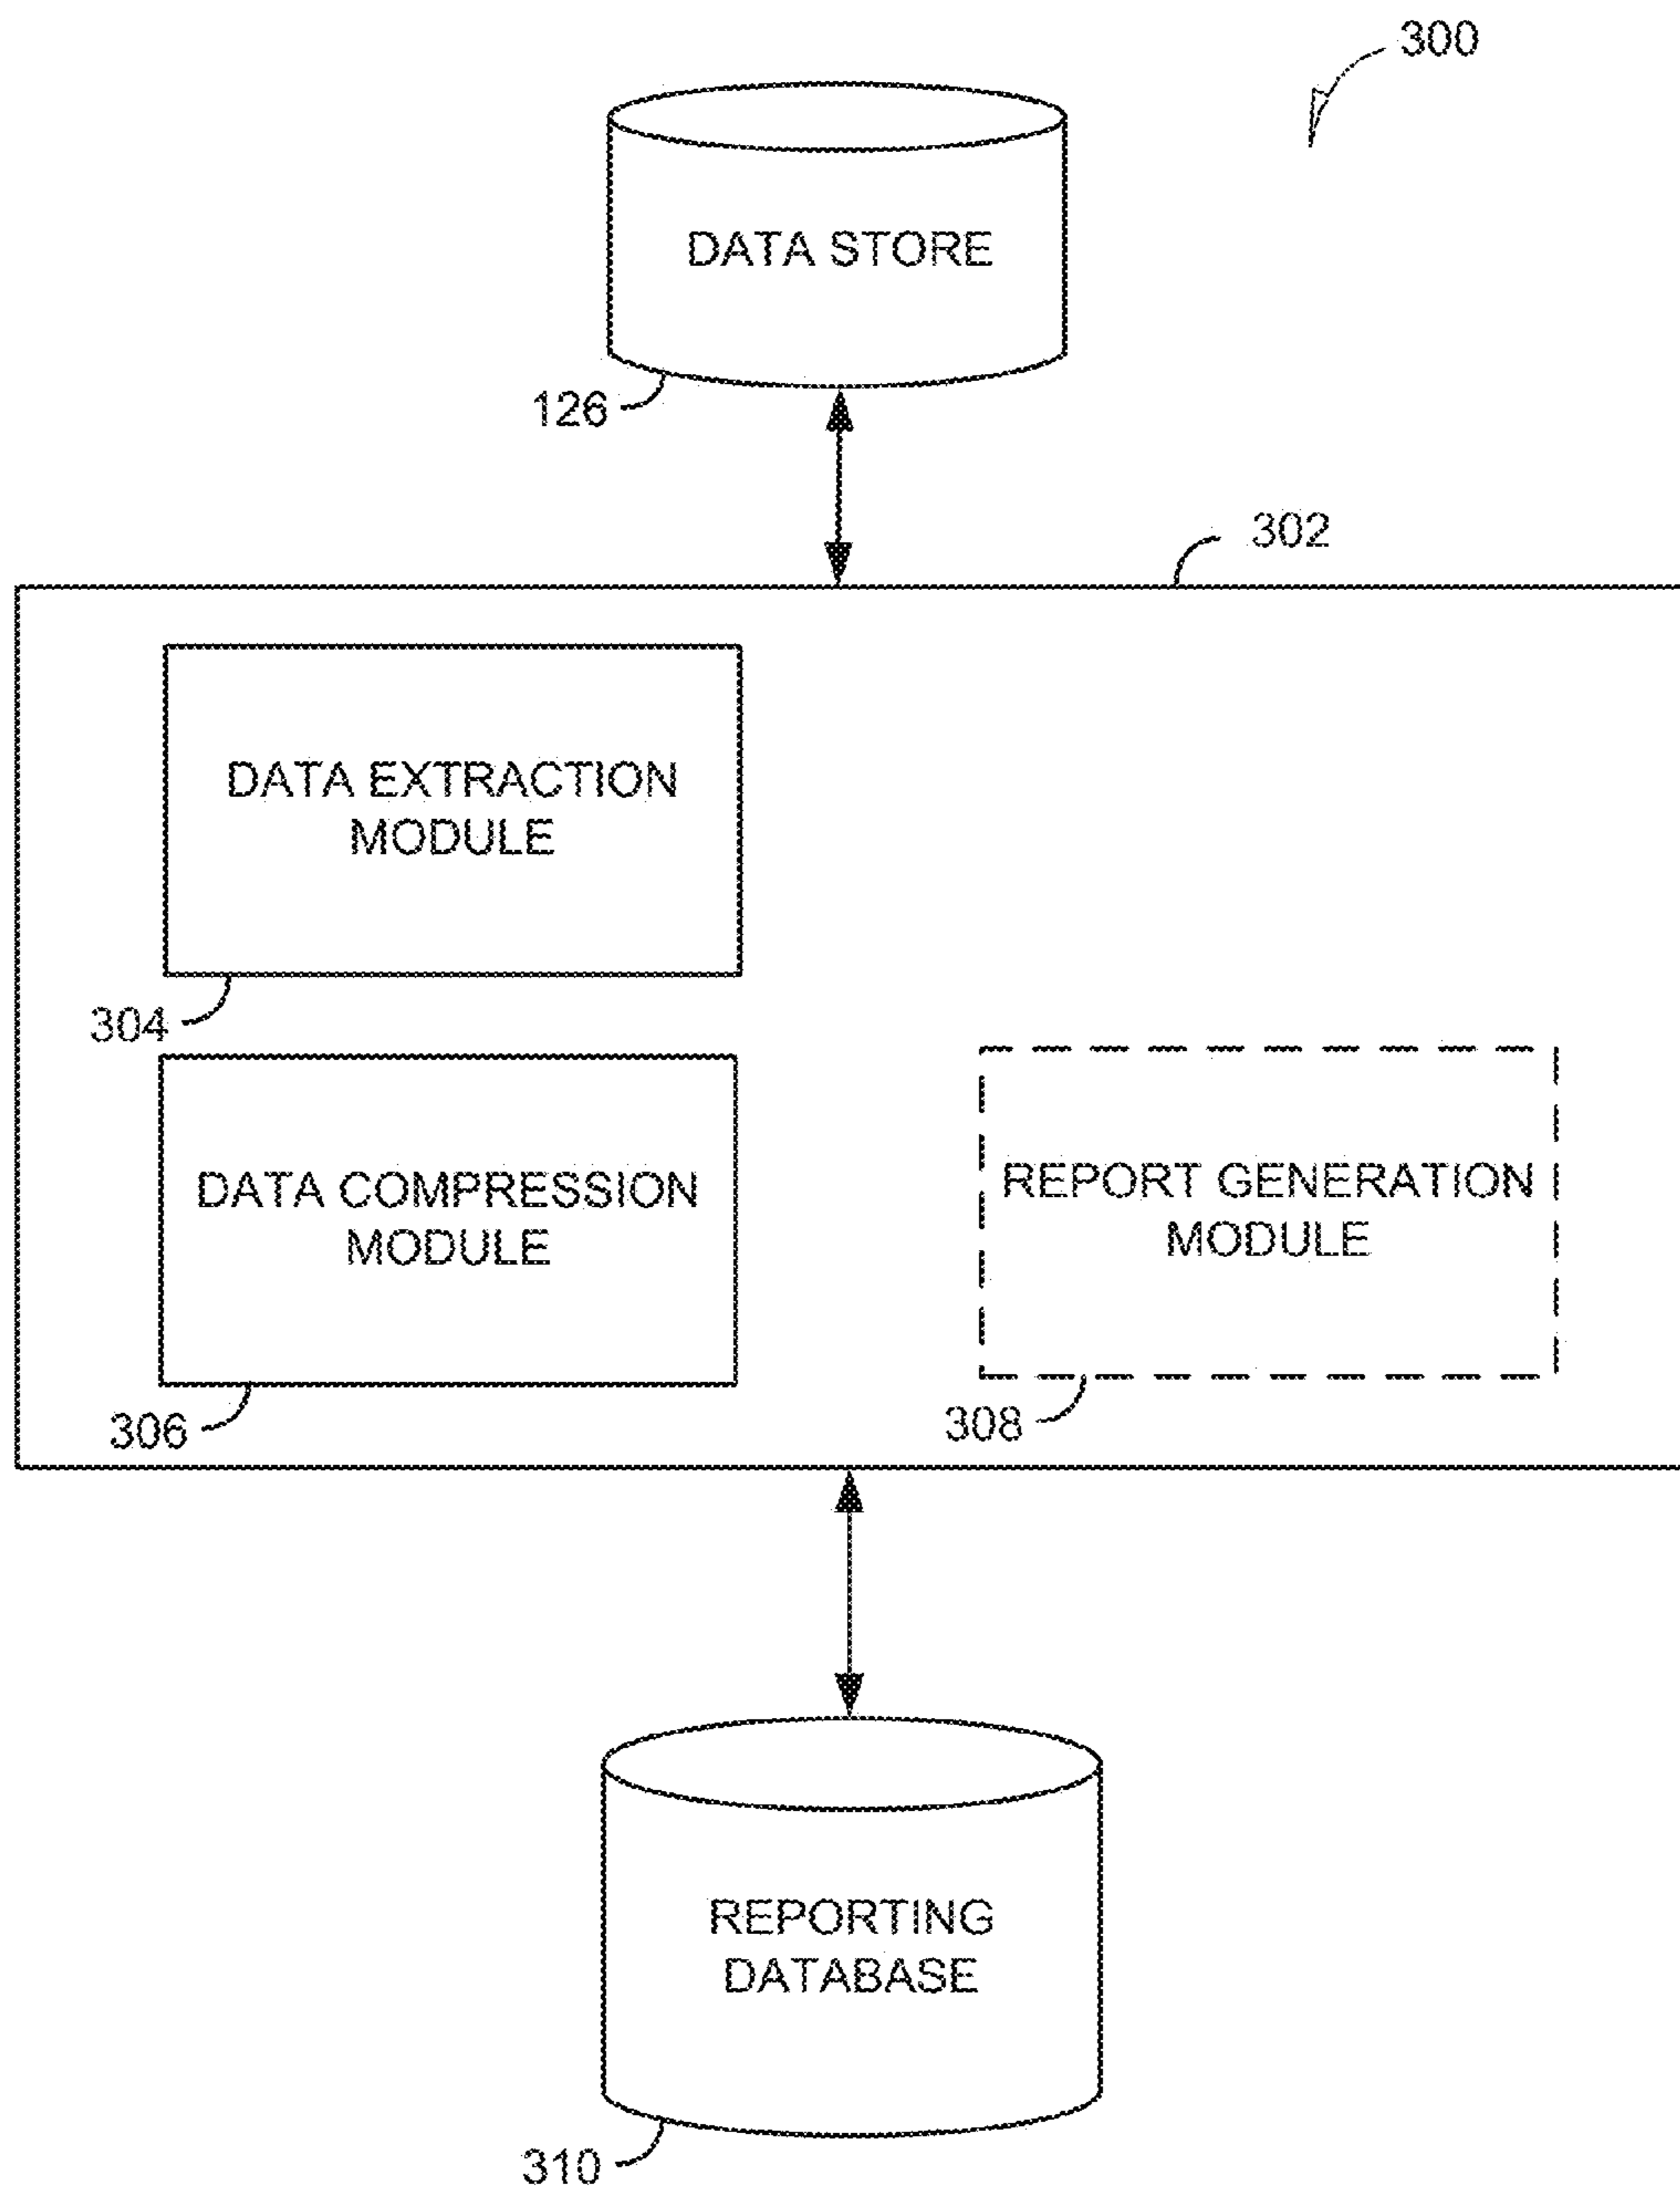 300
DATA STORE
126
302
DATA EXTRACTION
MODULE
304
DATA COMPRESSION
MODULE
306
REPORT GENERATION
MODULE
308
REPORTING
DATABASE
310